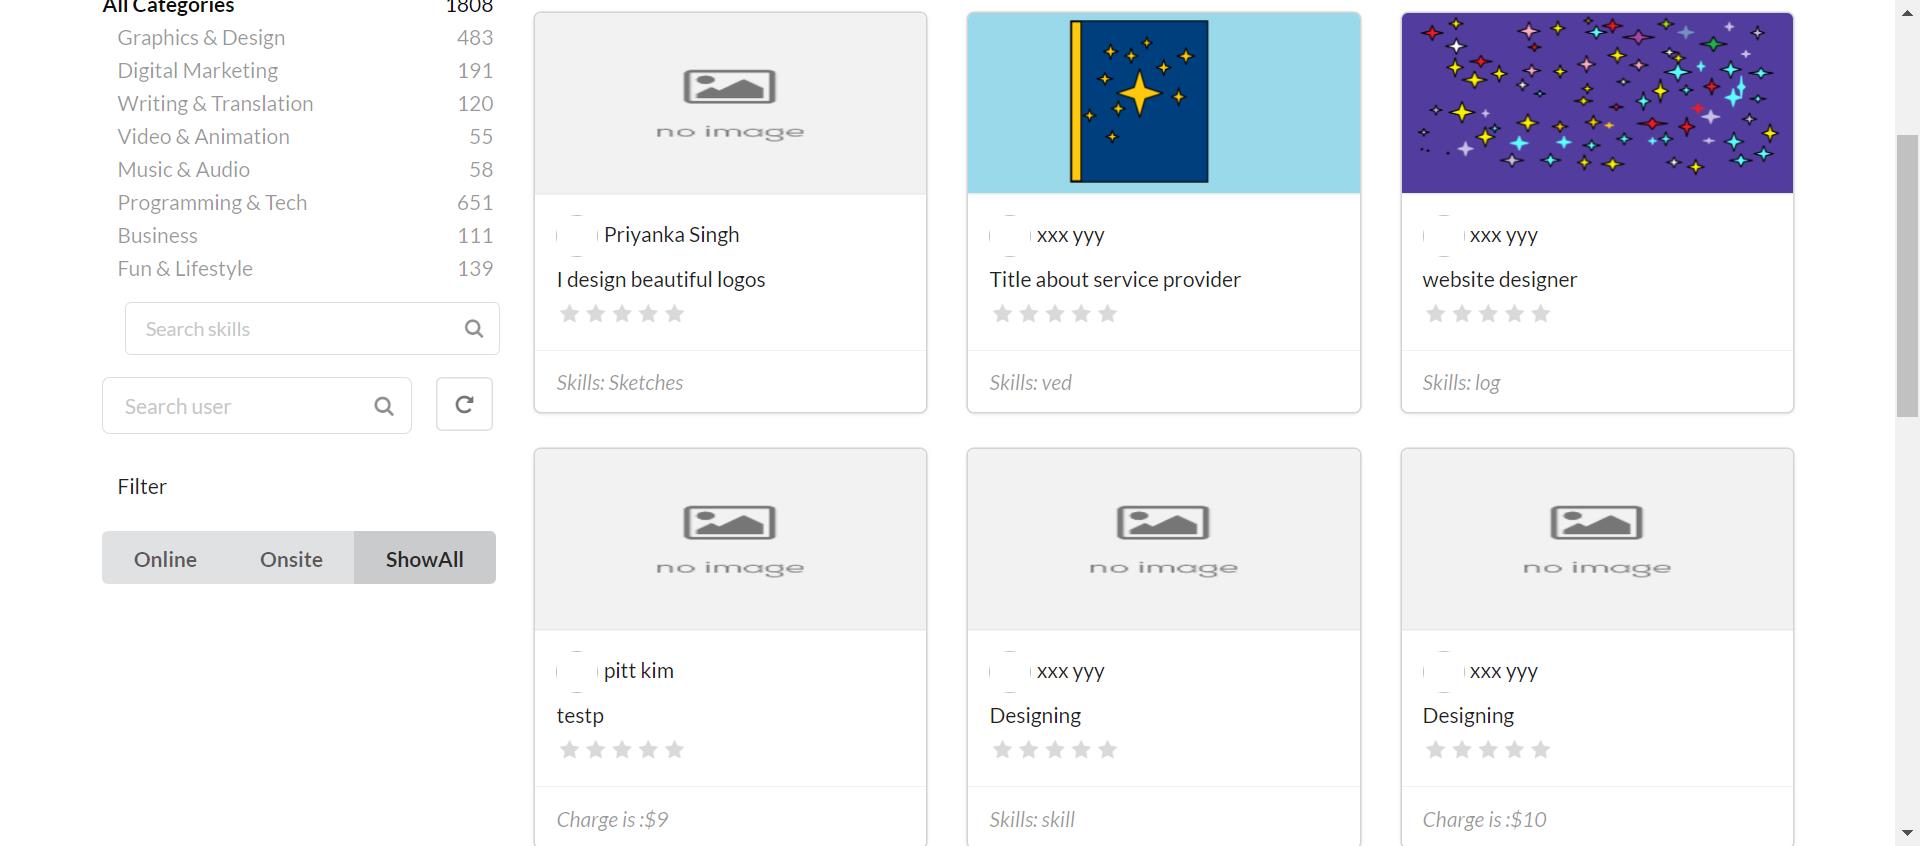 All Categories 1808
Graphics & Design 483
Digital Marketing 191
Writing & Translation 120
Video & Animation 55
Music & Audio 58
Programming & Tech 651
Business 111
Fun & Lifestyle 139
Search skills
Search user
Filter
Online Onsite ShowAll
no image
Priyanka Singh
I design beautiful logos
Skills: Sketches
xxx yyy
Title about service provider
Skills: ved
xxx yyy
website designer
Skills: log
no image
pitt kim
testp
Charge is :$9
no image
xxx yyy
Designing
Skills: skill
no image
xxx yyy
Designing
Charge is :$10